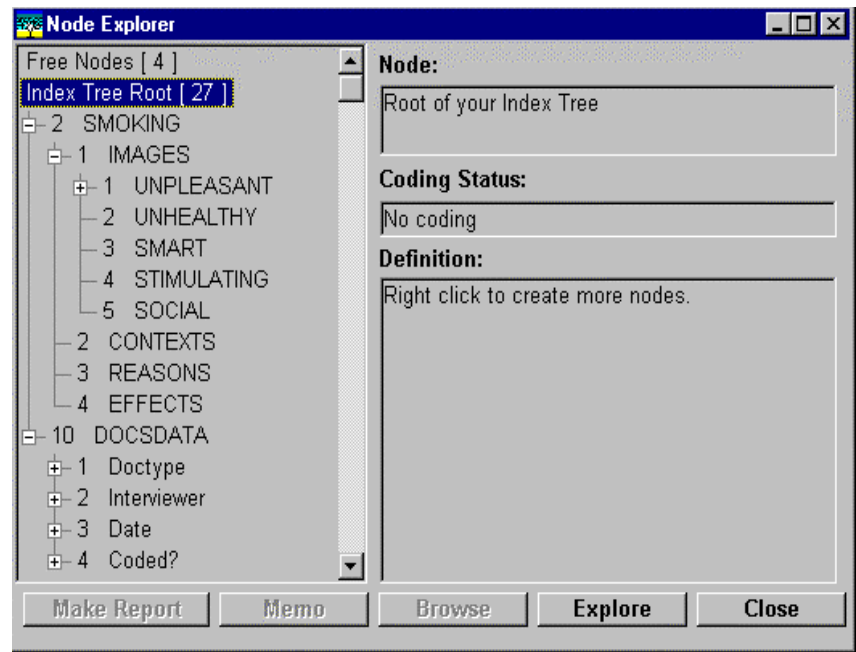 Node Explorer
Free Nodes [ 4 ]
Index Tree Root [ 27 ]
2 SMOKING
1 IMAGES
1 UNPLEASANT
2 UNHEALTHY
3 SMART
4 STIMULATING
5 SOCIAL
2 CONTEXTS
3 REASONS
4 EFFECTS
10 DOCSDATA
1 Doctype
2 Interviewer
3 Date
4 Coded?
Node:
Root of your Index Tree
Coding Status:
No coding
Definition:
Right click to create more nodes.
Make Report Memo Browse Explore Close